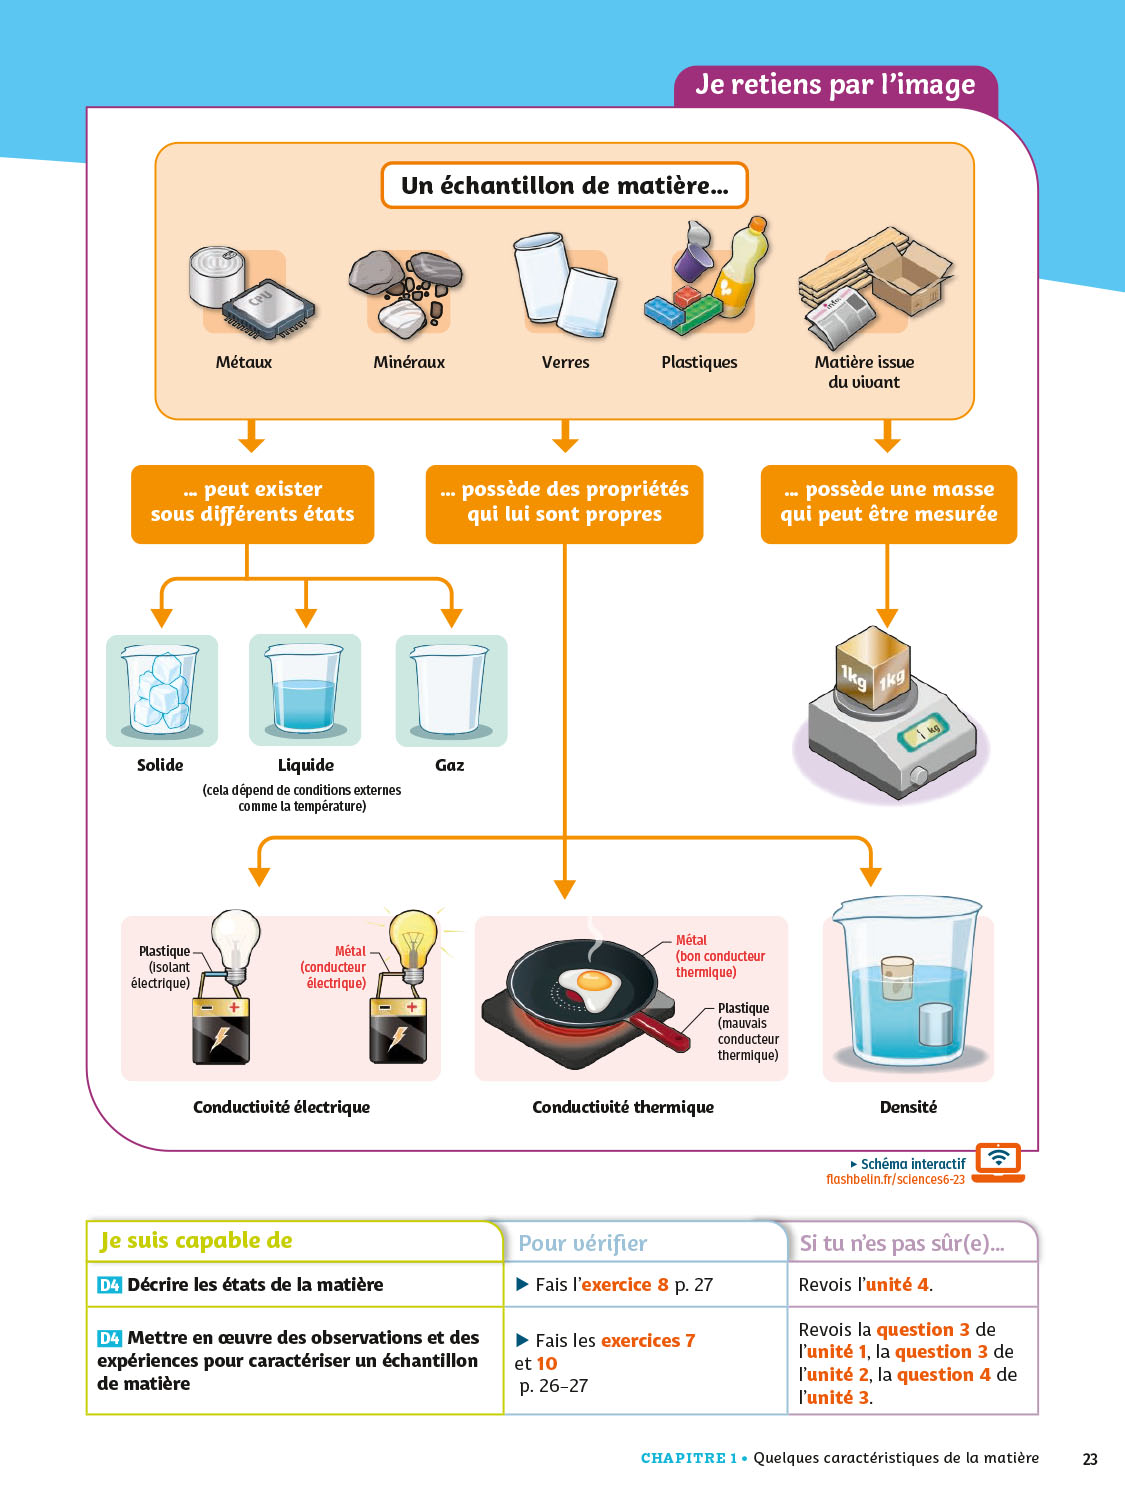 Je retiens par l'image
Un échantillon de matière...
CPU
infos
Métaux
Minéraux
Verres
Plastiques
Matière issue
du vivant
... peut exister
sous différents états
... possède des propriétés
qui lui sont propres
... possède une masse
qui peut être mesurée
Solide
Liquide
Gaz
(cela dépend de conditions externes
comme la température)
1kg
1kg
1 kg
Plastique
(isolant
électrique)
- +
Métal
(conducteur
électrique)
- +
Métal
(bon conducteur
thermique)
Plastique
(mauvais
conducteur
thermique)
Conductivité électrique
Conductivité thermique
Densité
▸ Schéma interactif
flashbelin.fr/sciences6-23
Je suis capable de
Pour vérifier
Si tu n'es pas sûr(e)...
D4 Décrire les états de la matière
▶ Fais l'exercice 8 p. 27
Revois l'unité 4.
D4 Mettre en œuvre des observations et des
expériences pour caractériser un échantillon
de matière
▶ Fais les exercices 7
et 10
p. 26-27
Revois la question 3 de
l'unité 1, la question 3 de
l'unité 2, la question 4 de
l'unité 3.
CHAPITRE 1 • Quelques caractéristiques de la matière
23